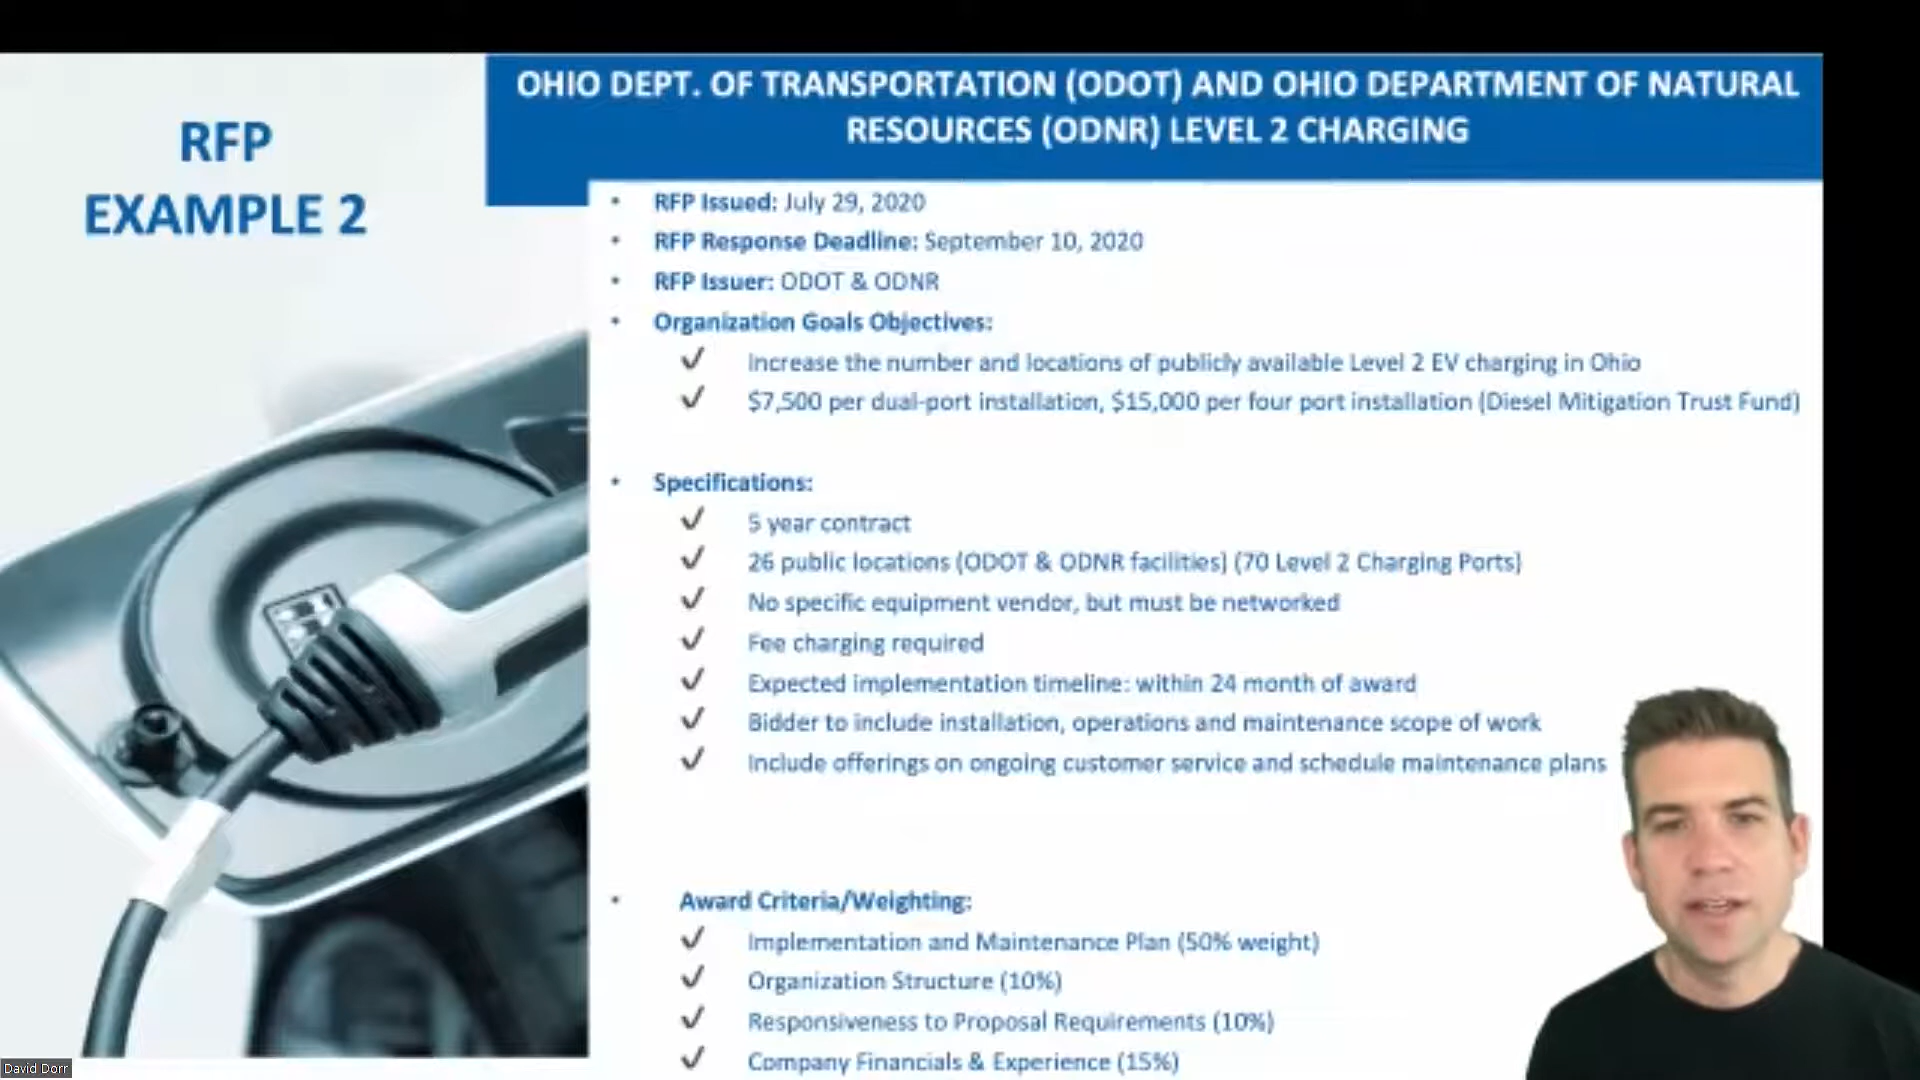 RFP
EXAMPLE 2
OHIO DEPT. OF TRANSPORTATION (ODOT) AND OHIO DEPARTMENT OF NATURAL
RESOURCES (ODNR) LEVEL 2 CHARGING
• RFP Issued: July 29, 2020
• RFP Response Deadline: September 10, 2020
• RFP Issuer: ODOT & ODNR
• Organization Goals Objectives:
✓ Increase the number and locations of publicly available Level 2 EV charging in Ohio
✓ $7,500 per dual-port installation, $15,000 per four port installation (Diesel Mitigation Trust Fund)
• Specifications:
✓ 5 year contract
✓ 26 public locations (ODOT & ODNR facilities) (70 Level 2 Charging Ports)
✓ No specific equipment vendor, but must be networked
✓ Fee charging required
✓ Expected implementation timeline: within 24 month of award
✓ Bidder to include installation, operations and maintenance scope of work
✓ Include offerings on ongoing customer service and schedule maintenance plans
• Award Criteria/Weighting:
✓ Implementation and Maintenance Plan (50% weight)
✓ Organization Structure (10%)
✓ Responsiveness to Proposal Requirements (10%)
✓ Company Financials & Experience (15%)
David Dorr